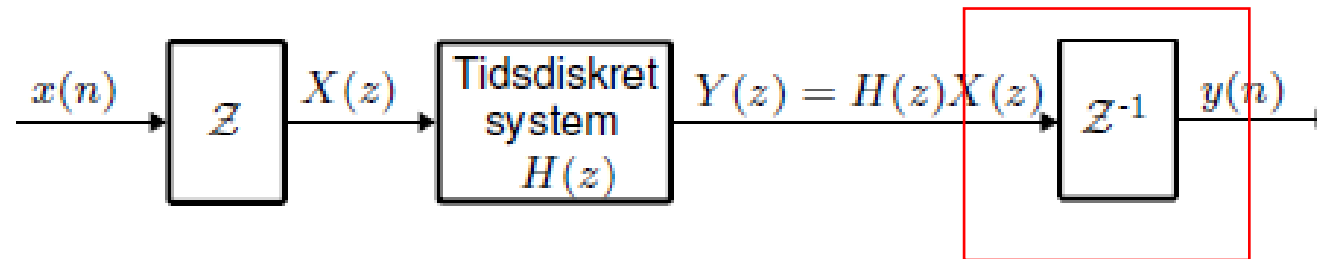 x(n)
𝒵
X(z)
Tidsdiskret
system
H(z)
Y(z) = H(z)X(z)
𝒵-1
y(n)